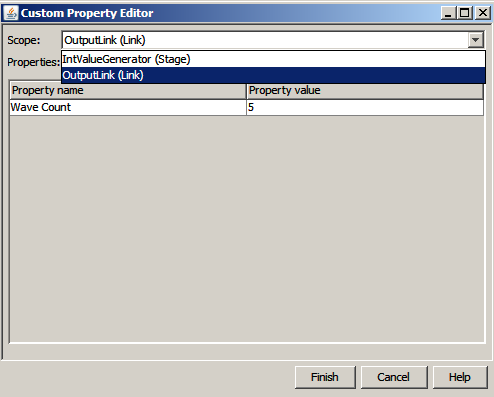 Custom Property Editor
Scope: OutputLink (Link)
IntValueGenerator (Stage)
Properties: OutputLink (Link)
Property name Property value
Wave Count 5
Finish Cancel Help